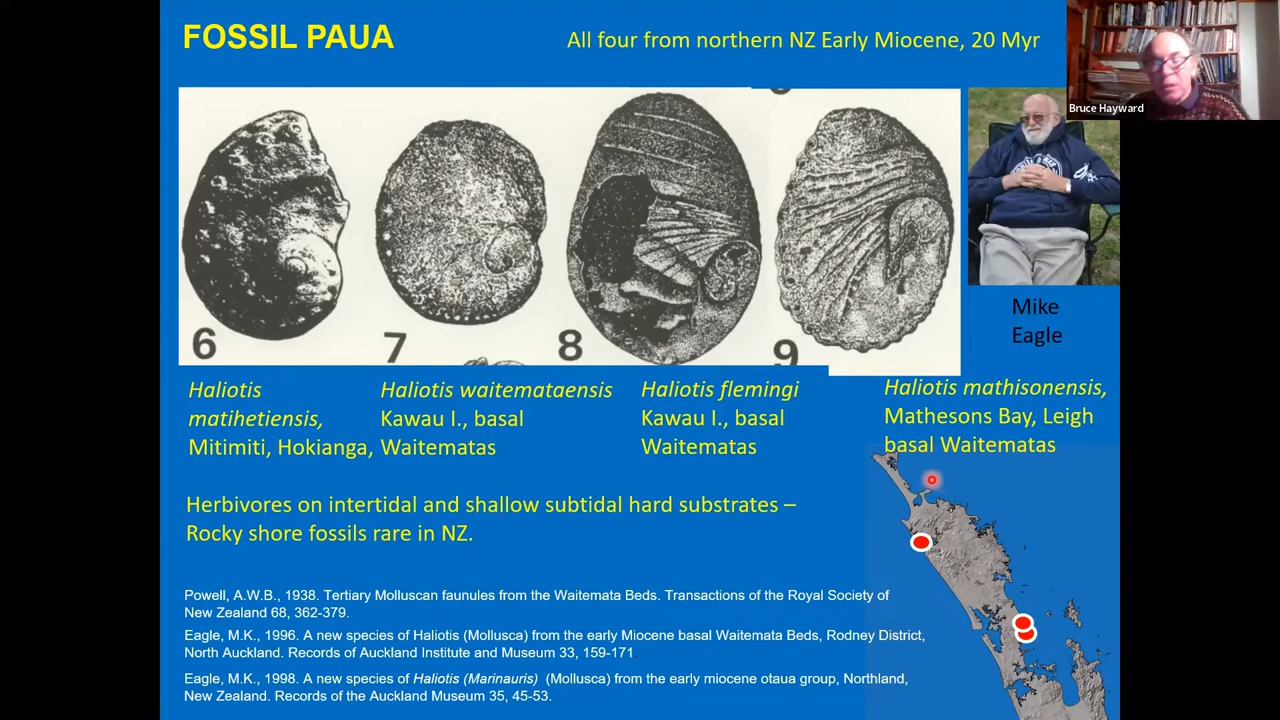 FOSSIL PAUA
All four from northern NZ Early Miocene, 20 Myr
Bruce Hayward
6
7
8
9
Mike
Eagle
Haliotis
matihetiensis,
Mitimiti, Hokianga,
Haliotis waitemataensis
Kawau I., basal
Waitematas
Haliotis flemingi
Kawau I., basal
Waitematas
Haliotis mathisonensis,
Mathesons Bay, Leigh
basal Waitematas
Herbivores on intertidal and shallow subtidal hard substrates –
Rocky shore fossils rare in NZ.
Powell, A.W.B., 1938. Tertiary Molluscan faunules from the Waitemata Beds. Transactions of the Royal Society of
New Zealand 68, 362-379.
Eagle, M.K., 1996. A new species of Haliotis (Mollusca) from the early Miocene basal Waitemata Beds, Rodney District,
North Auckland. Records of Auckland Institute and Museum 33, 159-171.
Eagle, M.K., 1998. A new species of Haliotis (Marinauris) (Mollusca) from the early miocene otaua group, Northland,
New Zealand. Records of the Auckland Museum 35, 45-53.